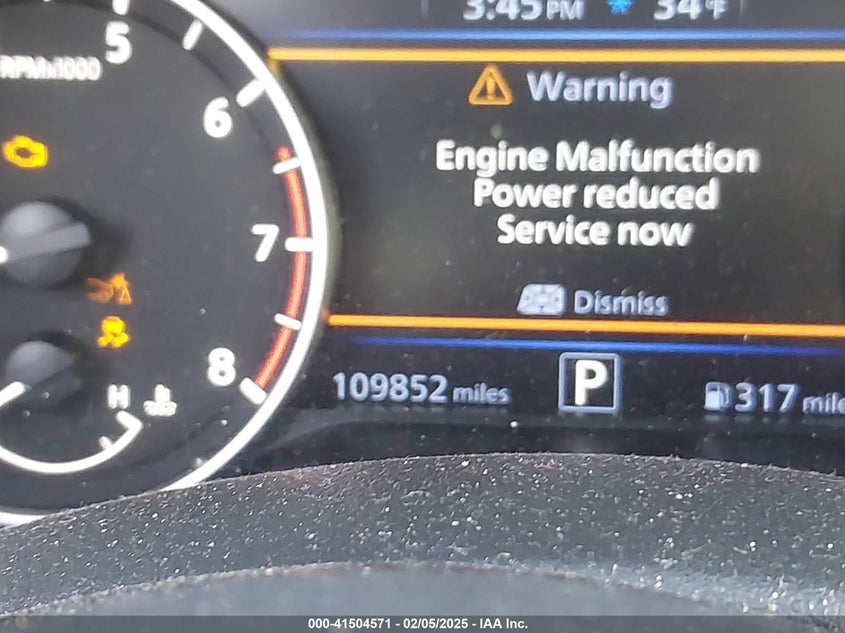 3:45 PM 34°F
5
RPMx1000
6
Warning
Engine Malfunction
Power reduced
Service now
7
Dismiss
8
109852 miles P 317 mile
H
000-41504571 - 02/05/2025 - IAA Inc.